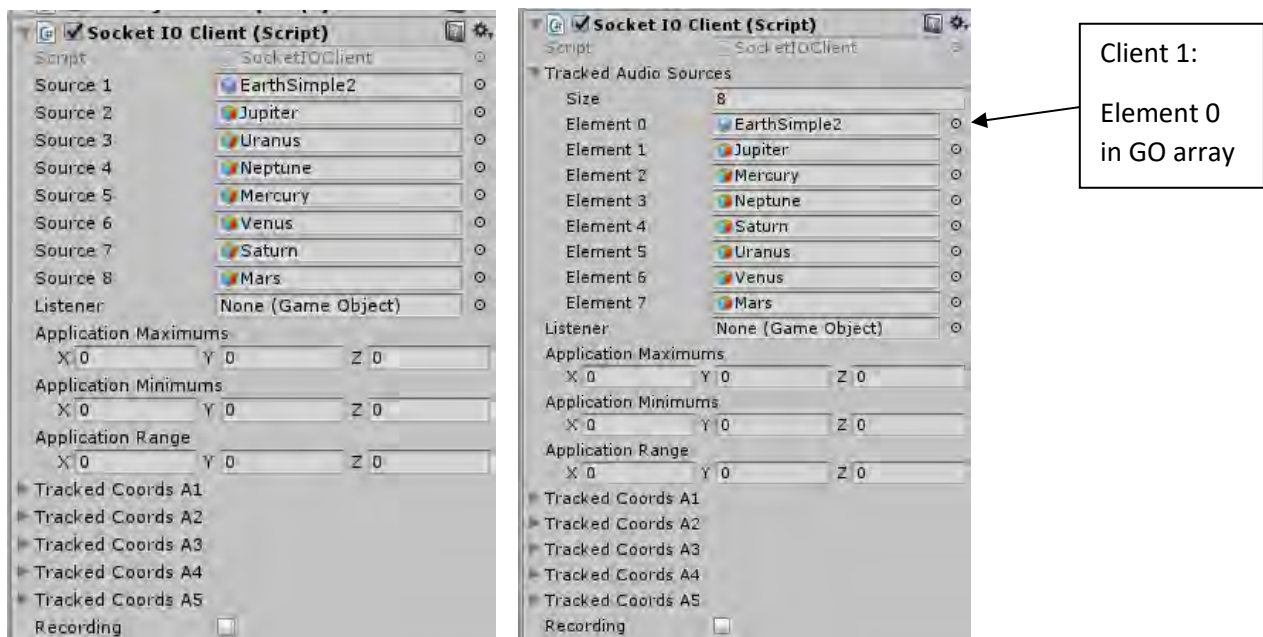 Socket IO Client (Script)
Script SocketIOClient
Source 1 EarthSimple2
Source 2 Jupiter
Source 3 Uranus
Source 4 Neptune
Source 5 Mercury
Source 6 Venus
Source 7 Saturn
Source 8 Mars
Listener None (Game Object)
Application Maximums
X 0 Y 0 Z 0
Application Minimums
X 0 Y 0 Z 0
Application Range
X 0 Y 0 Z 0
Tracked Coords A1
Tracked Coords A2
Tracked Coords A3
Tracked Coords A4
Tracked Coords A5
Recording
Socket IO Client (Script)
Script SocketIOClient
Tracked Audio Sources
Size 8
Element 0 EarthSimple2
Element 1 Jupiter
Element 2 Mercury
Element 3 Neptune
Element 4 Saturn
Element 5 Uranus
Element 6 Venus
Element 7 Mars
Listener None (Game Object)
Application Maximums
X 0 Y 0 Z 0
Application Minimums
X 0 Y 0 Z 0
Application Range
X 0 Y 0 Z 0
Tracked Coords A1
Tracked Coords A2
Tracked Coords A3
Tracked Coords A4
Tracked Coords A5
Recording
Client 1:
Element 0
in GO array